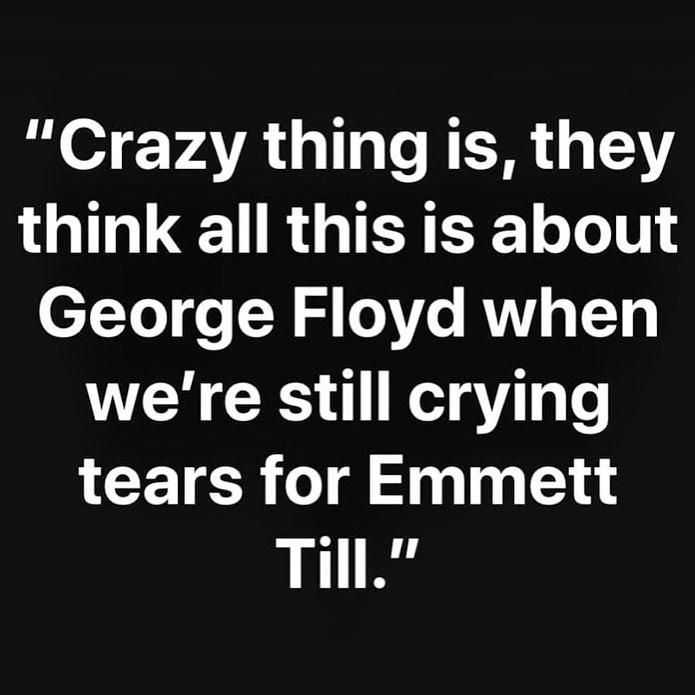 “Crazy thing is, they
think all this is about
George Floyd when
we’re still crying
tears for Emmett
Till.”